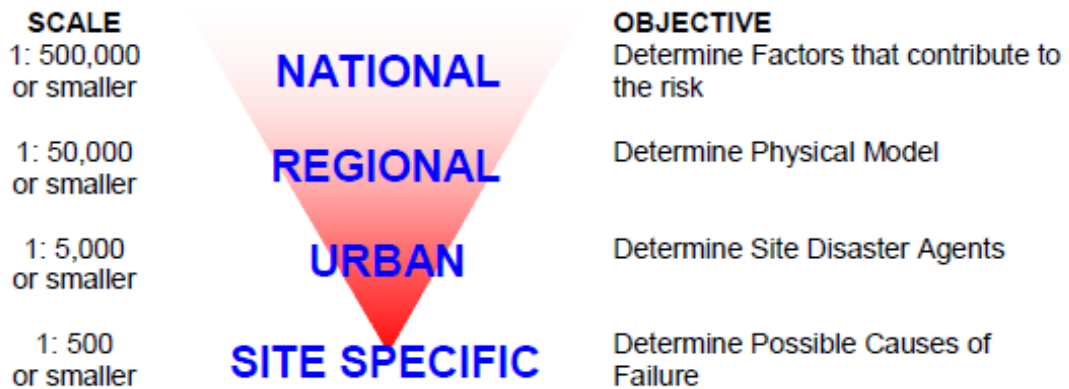 SCALE
OBJECTIVE
1: 500,000
or smaller
NATIONAL
Determine Factors that contribute to
the risk
1: 50,000
or smaller
REGIONAL
Determine Physical Model
1: 5,000
or smaller
URBAN
Determine Site Disaster Agents
1: 500
or smaller
SITE SPECIFIC
Determine Possible Causes of
Failure